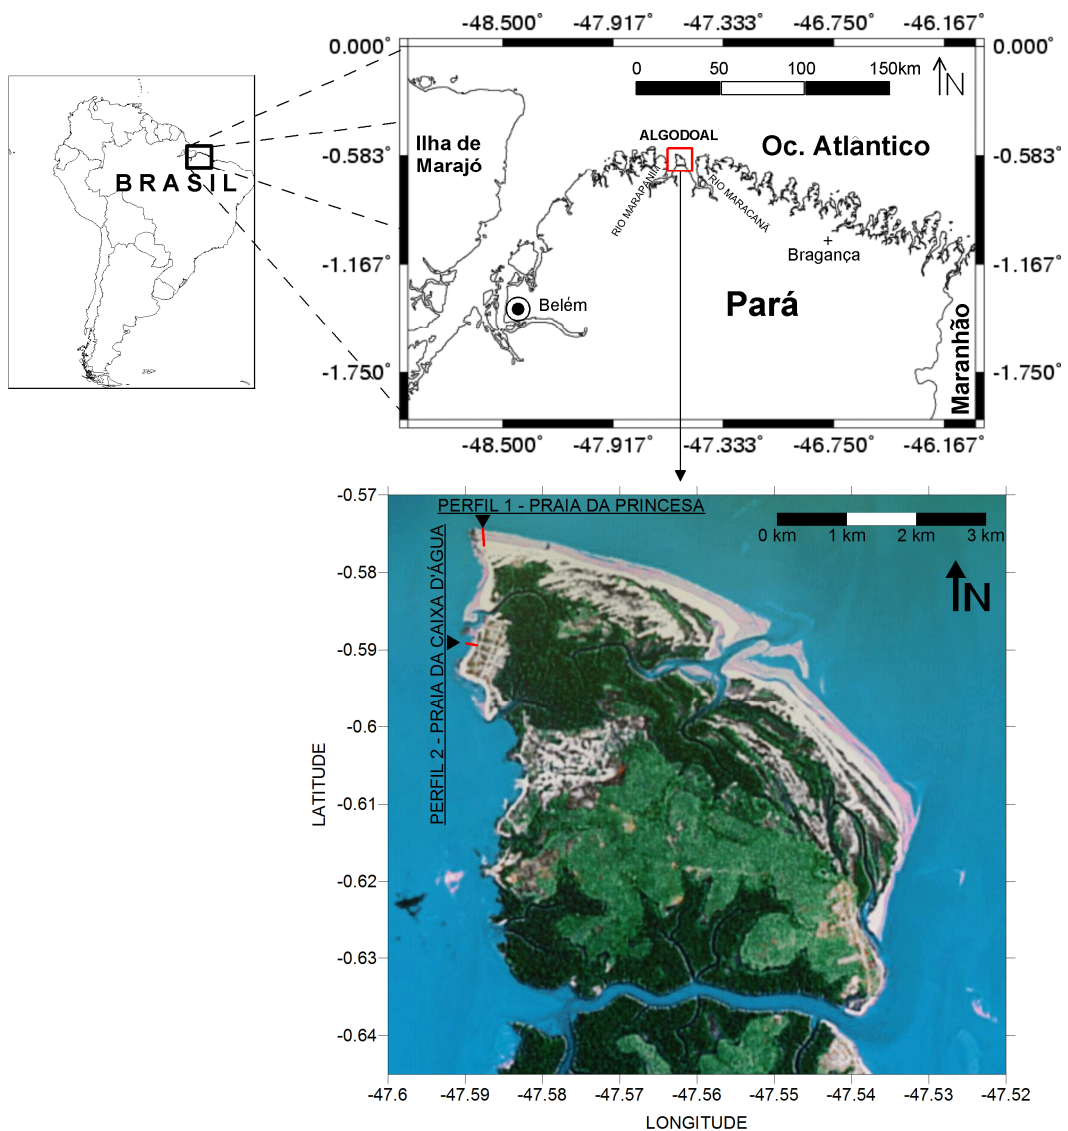 -48.500° -47.917° -47.333° -46.750° -46.167°
0.000° 0.000°
0 50 100 150km
N
ALGODOAL
Ilha de
Marajó
Oc. Atlântico
-0.583° -0.583°
BRASIL
RIO MARAPANIM
RIO MARACANÃ
Bragança
-1.167° -1.167°
Belém
Pará
Maranhão
-1.750° -1.750°
-48.500° -47.917° -47.333° -46.750° -46.167°
-0.57
PERFIL 1 - PRAIA DA PRINCESA
0 km 1 km 2 km 3 km
PERFIL 2 - PRAIA DA CAIXA D'ÁGUA
N
-0.58
-0.59
-0.6
-0.61
-0.62
-0.63
-0.64
LATITUDE
-47.6 -47.59 -47.58 -47.57 -47.56 -47.55 -47.54 -47.53 -47.52
LONGITUDE